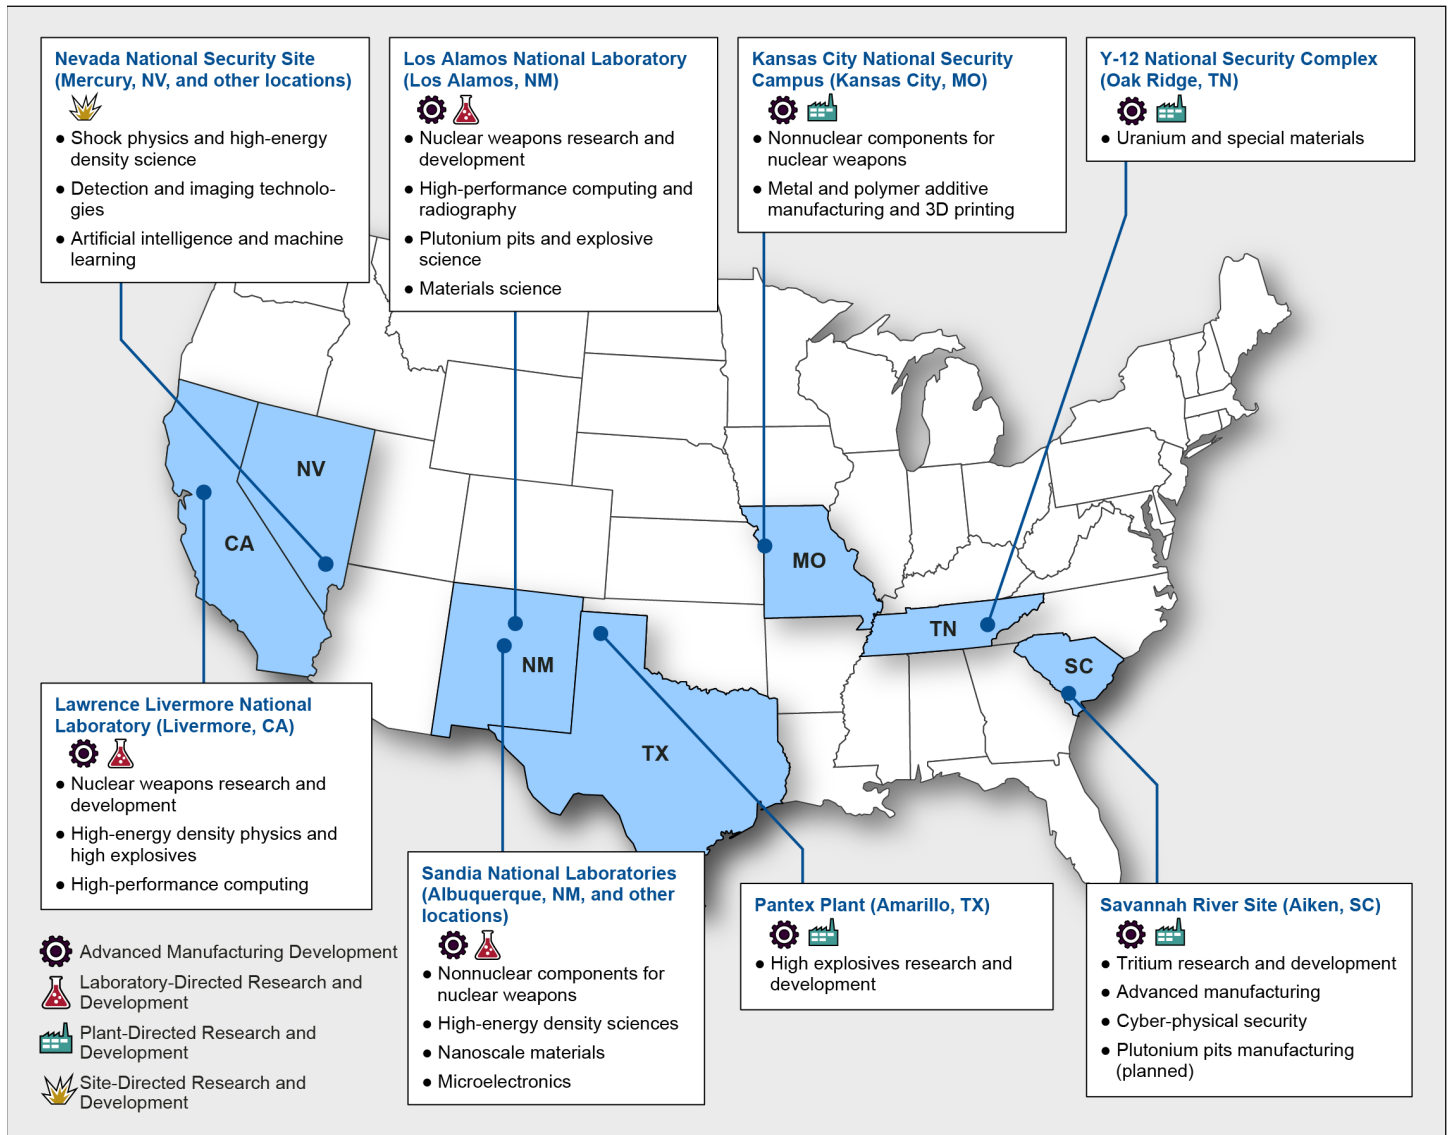 Nevada National Security Site
(Mercury, NV, and other locations)
● Shock physics and high-energy
density science
● Detection and imaging technolo-
gies
● Artificial intelligence and machine
learning
Los Alamos National Laboratory
(Los Alamos, NM)
● Nuclear weapons research and
development
● High-performance computing and
radiography
● Plutonium pits and explosive
science
● Materials science
Kansas City National Security
Campus (Kansas City, MO)
● Nonnuclear components for
nuclear weapons
● Metal and polymer additive
manufacturing and 3D printing
Y-12 National Security Complex
(Oak Ridge, TN)
● Uranium and special materials
NV
CA
MO
TN
NM
SC
TX
Lawrence Livermore National
Laboratory (Livermore, CA)
● Nuclear weapons research and
development
● High-energy density physics and
high explosives
● High-performance computing
Sandia National Laboratories
(Albuquerque, NM, and other
locations)
● Nonnuclear components for
nuclear weapons
● High-energy density sciences
● Nanoscale materials
● Microelectronics
Pantex Plant (Amarillo, TX)
● High explosives research and
development
Savannah River Site (Aiken, SC)
● Tritium research and development
● Advanced manufacturing
● Cyber-physical security
● Plutonium pits manufacturing
(planned)
Advanced Manufacturing Development
Laboratory-Directed Research and
Development
Plant-Directed Research and
Development
Site-Directed Research and
Development